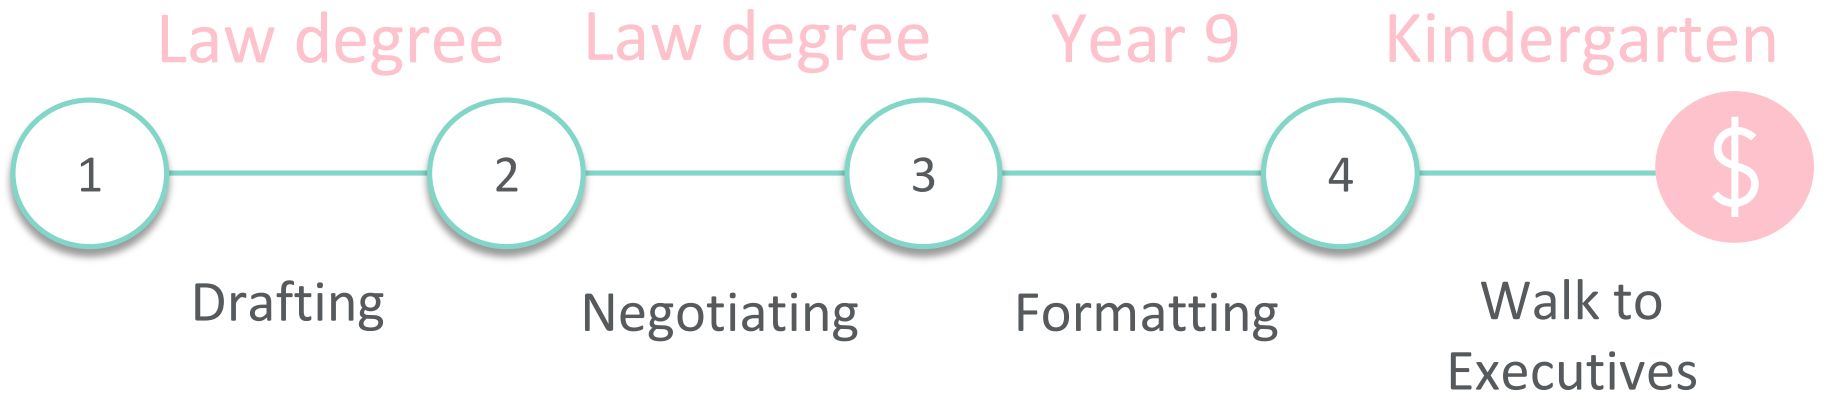 Law degree
Law degree
Year 9
Kindergarten
1
2
3
4
$
Drafting
Negotiating
Formatting
Walk to
Executives